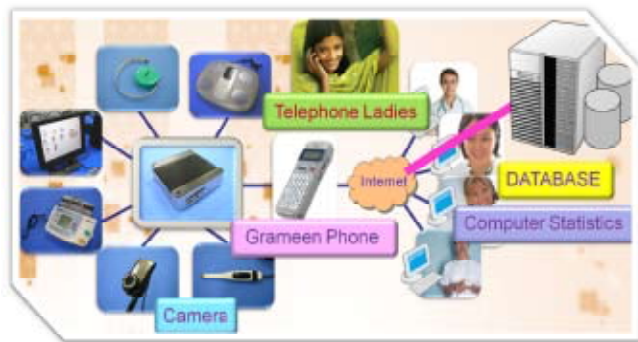 Telephone Ladies
Internet
DATABASE
Computer Statistics
Grameen Phone
Camera